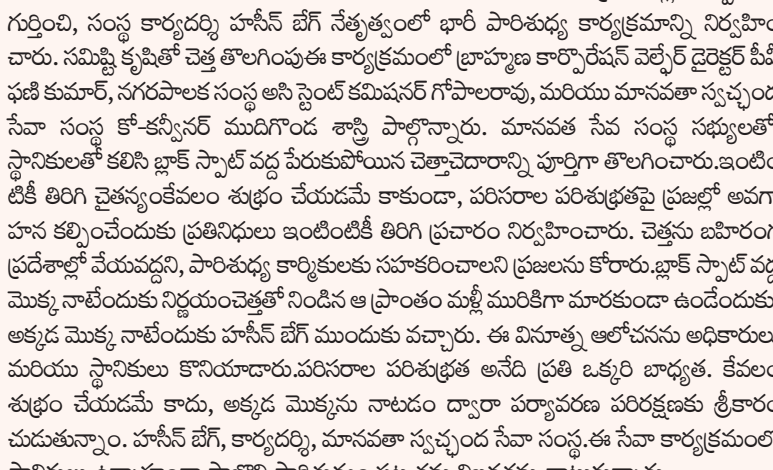 గుర్తించి, సంస్థ కార్యదర్శి హసీన్ బేగ్ నేతృత్వంలో భారీ పారిశుధ్య కార్యక్రమాన్ని నిర్వహిం
చారు. సమిష్టి కృషితో చెత్త తొలగింపుఈ కార్యక్రమంలో బ్రాహ్మణ కార్పొరేషన్ వెల్ఫేర్ డైరెక్టర్ పీవీ
ఫణి కుమార్, నగరపాలక సంస్థ అసిస్టెంట్ కమిషనర్ గోపాలరావు, మరియు మానవతా స్వచ్ఛంద
సేవా సంస్థ కో-కన్వీనర్ ముదిగొండ శాస్త్రి పాల్గొన్నారు. మానవత సేవ సంస్థ సభ్యులతో
స్థానికులతో కలిసి బ్లాక్ స్పాట్ వద్ద పేరుకుపోయిన చెత్తాచెదారాన్ని పూర్తిగా తొలగించారు.ఇంటిం
టికీ తిరిగి చైతన్యంకేవలం శుభ్రం చేయడమే కాకుండా, పరిసరాల పరిశుభ్రతపై ప్రజల్లో అవగా
హన కల్పించేందుకు ప్రతినిధులు ఇంటింటికీ తిరిగి ప్రచారం నిర్వహించారు. చెత్తను బహిరంగ
ప్రదేశాల్లో వేయవద్దని, పారిశుధ్య కార్మికులకు సహకరించాలని ప్రజలను కోరారు.బ్లాక్ స్పాట్ వద్ద
మొక్క నాటేందుకు నిర్ణయంచెత్తతో నిండిన ఆ ప్రాంతం మళ్లీ మురికిగా మారకుండా ఉండేందుకు
అక్కడ మొక్క నాటేందుకు హసీన్ బేగ్ ముందుకు వచ్చారు. ఈ వినూత్న ఆలోచనను అధికారులు
మరియు స్థానికులు కొనియాడారు.పరిసరాల పరిశుభ్రత అనేది ప్రతి ఒక్కరి బాధ్యత. కేవలం
శుభ్రం చేయడమే కాదు, అక్కడ మొక్కను నాటడం ద్వారా పర్యావరణ పరిరక్షణకు శ్రీకారం
చుడుతున్నాం. హసీన్ బేగ్, కార్యదర్శి, మానవతా స్వచ్ఛంద సేవా సంస్థ.ఈ సేవా కార్యక్రమంలో